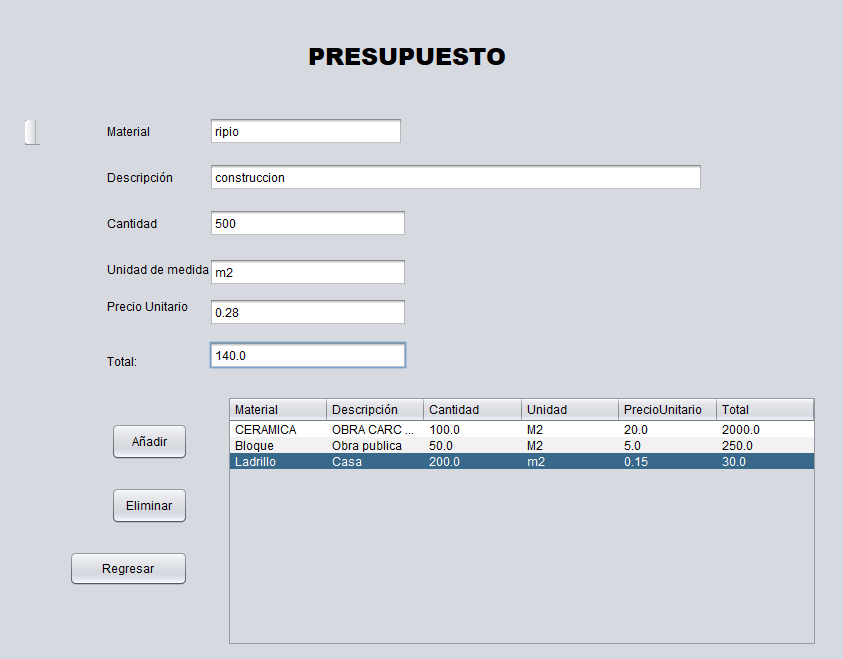 PRESUPUESTO
Material ripio
Descripción construccion
Cantidad 500
Unidad de medida m2
Precio Unitario 0.28
Total: 140.0
Material Descripción Cantidad Unidad PrecioUnitario Total
CERAMICA OBRA CARC ... 100.0 M2 20.0 2000.0
Bloque Obra publica 50.0 M2 5.0 250.0
Ladrillo Casa 200.0 m2 0.15 30.0
Añadir
Eliminar
Regresar